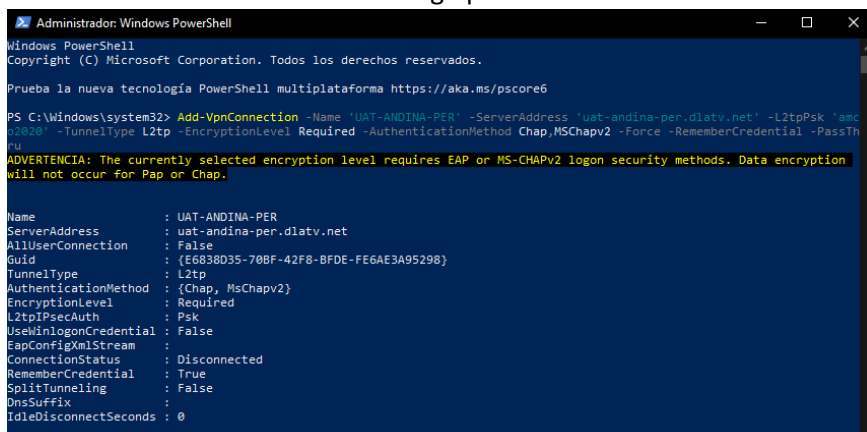 Administrador: Windows PowerShell
Windows PowerShell
Copyright (C) Microsoft Corporation. Todos los derechos reservados.
Prueba la nueva tecnología PowerShell multiplataforma https://aka.ms/pscore6
PS C:\Windows\system32> Add-VpnConnection -Name 'UAT-ANDINA-PER' -ServerAddress 'uat-andina-per.dlatv.net' -L2tpPsk 'amc
o2020' -TunnelType L2tp -EncryptionLevel Required -AuthenticationMethod Chap,MSChapv2 -Force -RememberCredential -PassTh
ru
ADVERTENCIA: The currently selected encryption level requires EAP or MS-CHAPv2 logon security methods. Data encryption
will not occur for Pap or Chap.
Name : UAT-ANDINA-PER
ServerAddress : uat-andina-per.dlatv.net
AllUserConnection : False
Guid : {E6838D35-70BF-42F8-BFDE-FE6AE3A95298}
TunnelType : L2tp
AuthenticationMethod : {Chap, MsChapv2}
EncryptionLevel : Required
L2tpIPsecAuth : Psk
UseWinlogonCredential : False
EapConfigXmlStream :
ConnectionStatus : Disconnected
RememberCredential : True
SplitTunneling : False
DnsSuffix :
IdleDisconnectSeconds : 0